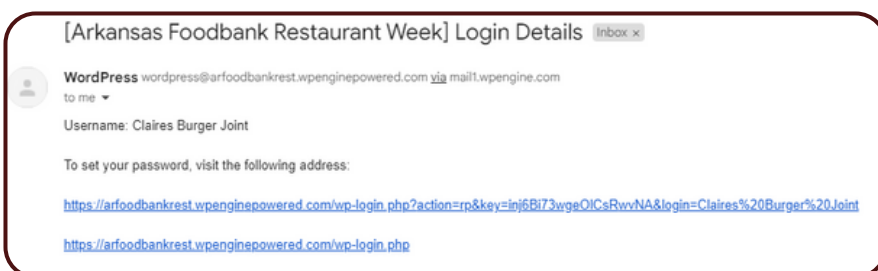 [Arkansas Foodbank Restaurant Week] Login Details Inbox ×
WordPress wordpress@arfoodbankrest.wpenginepowered.com via mail1.wpengine.com
to me
Username: Claires Burger Joint
To set your password, visit the following address:
https://arfoodbankrest.wpenginepowered.com/wp-login.php?action=rp&key=inj6Bi73wgeOICsRwvNA&login=Claires%20Burger%20Joint
https://arfoodbankrest.wpenginepowered.com/wp-login.php